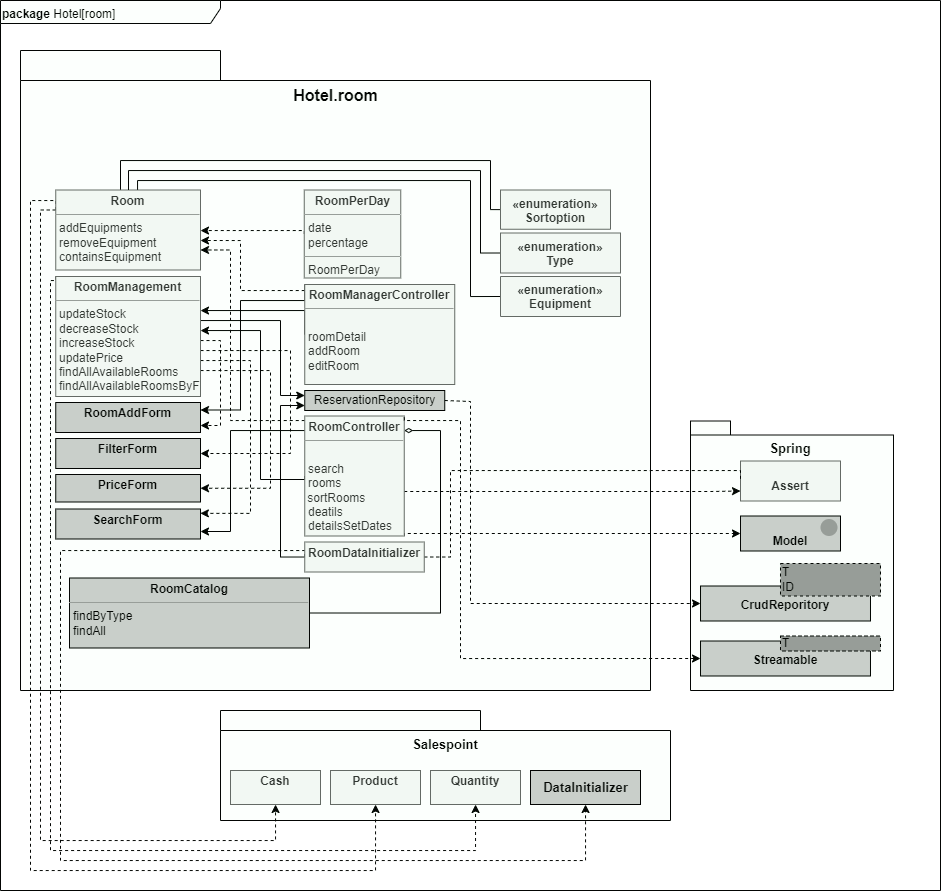 package Hotel[room]
Hotel.room
Room
addEquipments
removeEquipment
containsEquipment
RoomPerDay
date
percentage
RoomPerDay
«enumeration»
Sortoption
«enumeration»
Type
«enumeration»
Equipment
RoomManagement
updateStock
decreaseStock
increaseStock
updatePrice
findAllAvailableRooms
findAllAvailableRoomsByF
RoomManagerController
roomDetail
addRoom
editRoom
ReservationRepository
RoomAddForm
FilterForm
PriceForm
SearchForm
RoomController
search
rooms
sortRooms
deatils
detailsSetDates
RoomDataInitializer
RoomCatalog
findByType
findAll
Spring
Assert
Model
T
ID
CrudReporitory
T
Streamable
Salespoint
Cash
Product
Quantity
DataInitializer